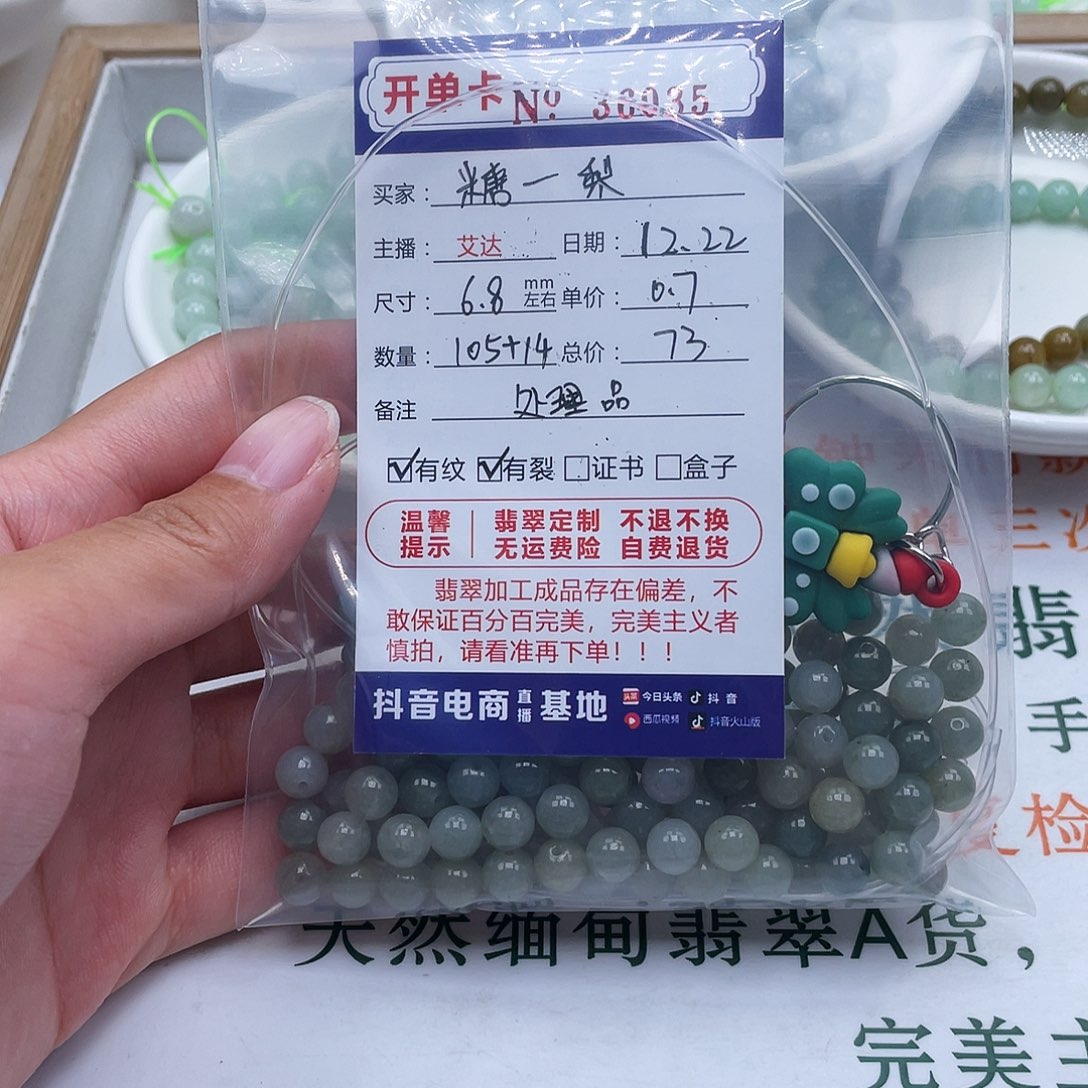 开单卡 № 36035
买家：糖一梨
主播：艾达 日期：12.22
尺寸：6.8 mm左右 单价：0.7
数量：105+14 总价：73
备注 处理品
☑有纹 ☑有裂 □证书 □盒子
温馨提示 翡翠定制 不退不换
无运费险 自费退货
翡翠加工成品存在偏差，不
敢保证百分百完美，完美主义者
慎拍，请看准再下单！！！
抖音电商直播基地 头条 今日头条 抖音
西瓜视频 抖音火山版
翡
手
检
天然缅甸翡翠A货，
完美主